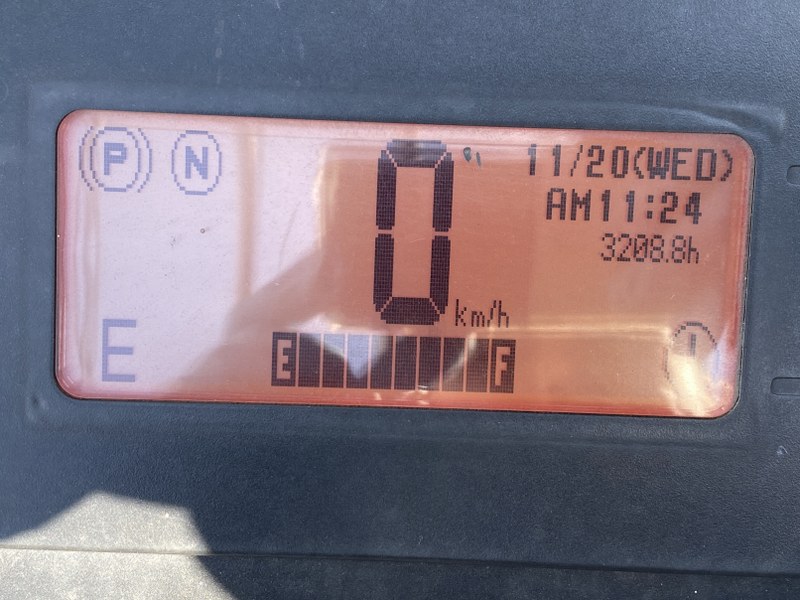 P N
0 km/h
11/20(WED)
AM11:24
3208.8h
E
E F
!